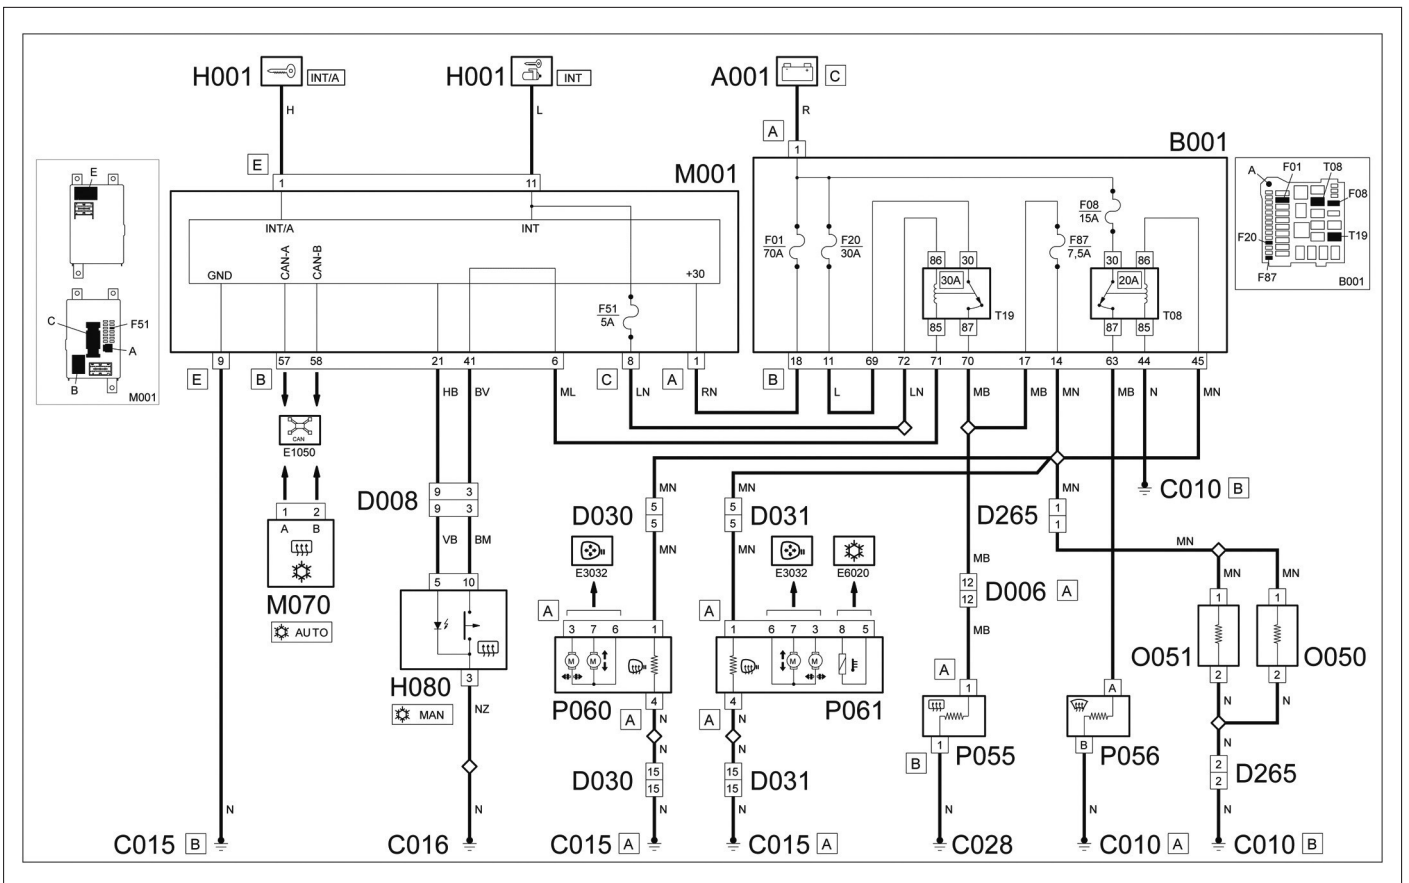 H001 INT/A H001 INT A001 C
H L R
A
1
B001
E
1 11
M001
E
C F51
A
B
M001
INT/A INT
CAN-A CAN-B
GND +30
F51
5A
F01
70A
F20
30A
F87
7,5A
F08
15A
86 30 30 86
30A 20A
T19 T08
85 87 87 85
A F01 T08
F08
F20 T19
F87
B001
9 57 58 21 41 6 8 1 18 11 69 72 71 70 17 14 63 44 45
E B C A B
HB BV ML LN RN L LN MB MB MN MB N MN
CAN
E1050
1 2
A B
M070
AUTO
D008
9 3
9 3
VB BM
5 10
H080
3
MAN
NZ
N
MN MN MN
D030 5 5 D031 5 5 D265 1 1
C010 B
MN MN MN
E3032 E3032 E6020
MB
D006 12 12 A
MB
MN MN
A 3 7 6 1
M M
P060
4
A
N
N
D030 15 15
N
A 1 6 7 3 8 5
M M
P061
4
A
N
N
D031 15 15
N
A 1
P055
B 1
N
A
P056
B
N
1 1
O051 O050
2 2
N N
N
D265 2 2
N
N
C015 B C016 C015 A C015 A C028 C010 A C010 B